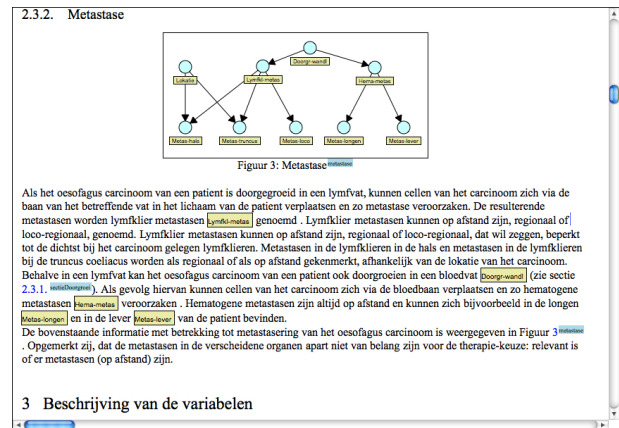 2.3.2. Metastase
Doorgr-wandl
Lokatie Lymfkl-metas Hema-metas
Metas-hals Metas-truncus Metas-loco Metas-longen Metas-lever
Figuur 3: Metastase metastase
Als het oesofagus carcinoom van een patient is doorgegroeid in een lymfvat, kunnen cellen van het carcinoom zich via de
baan van het betreffende vat in het lichaam van de patient verplaatsen en zo metastase veroorzaken. De resulterende
metastasen worden lymfklier metastasen Lymfkl-metas genoemd . Lymfklier metastasen kunnen op afstand zijn, regionaal of
loco-regionaal, genoemd. Lymfklier metastasen kunnen op afstand zijn, regionaal of loco-regionaal, dat wil zeggen, beperkt
tot de dichtst bij het carcinoom gelegen lymfklieren. Metastasen in de lymfklieren in de hals en metastasen in de lymfklieren
bij de truncus coeliacus worden als regionaal of als op afstand gekenmerkt, afhankelijk van de lokatie van het carcinoom.
Behalve in een lymfvat kan het oesofagus carcinoom van een patient ook doorgroeien in een bloedvat Doorgr-wandl (zie sectie
2.3.1. sectieDoorgroei). Als gevolg hiervan kunnen cellen van het carcinoom zich via de bloedbaan verplaatsen en zo hematogene
metastasen Hema-metas veroorzaken . Hematogene metastasen zijn altijd op afstand en kunnen zich bijvoorbeeld in de longen
Metas-longen en in de lever Metas-lever van de patient bevinden.
De bovenstaande informatie met betrekking tot metastasering van het oesofagus carcinoom is weergegeven in Figuur 3 metastase
. Opgemerkt zij, dat de metastasen in de verscheidene organen apart niet van belang zijn voor de therapie-keuze: relevant is
of er metastasen (op afstand) zijn.
3 Beschrijving van de variabelen